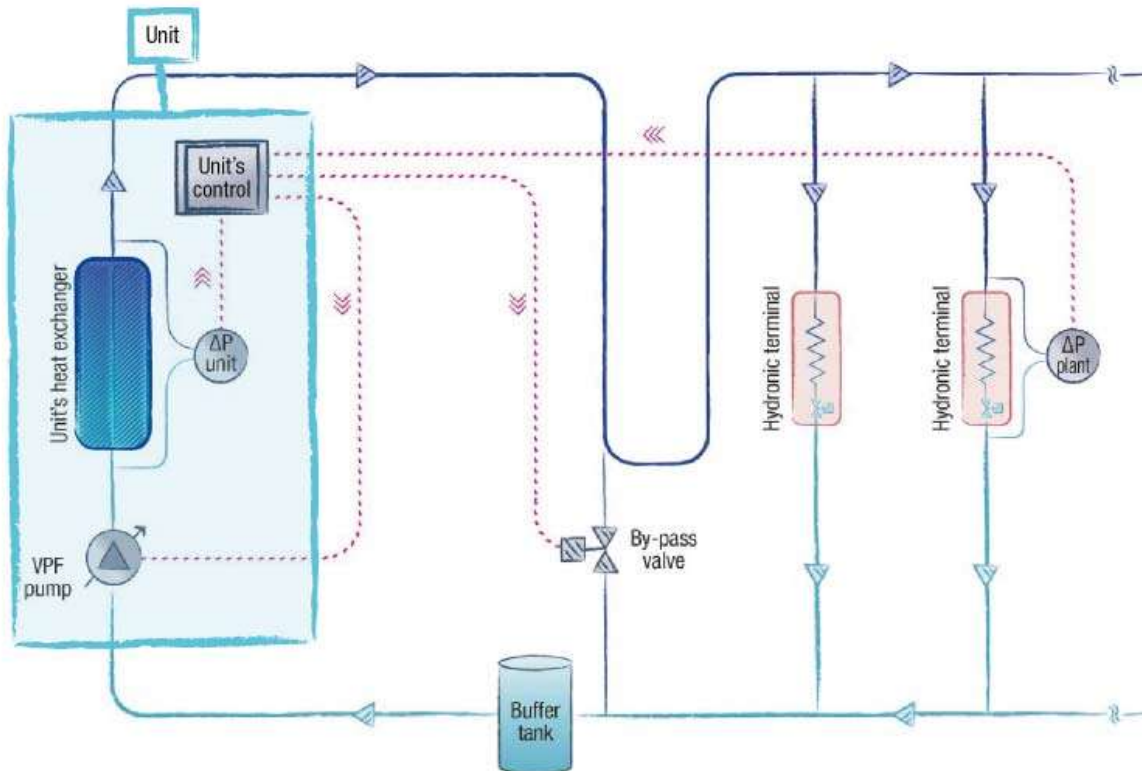 Unit
Unit's
control
Unit's heat exchanger
ΔP
unit
VPF
pump
By-pass
valve
Buffer
tank
Hydronic terminal
Hydronic terminal
ΔP
plant